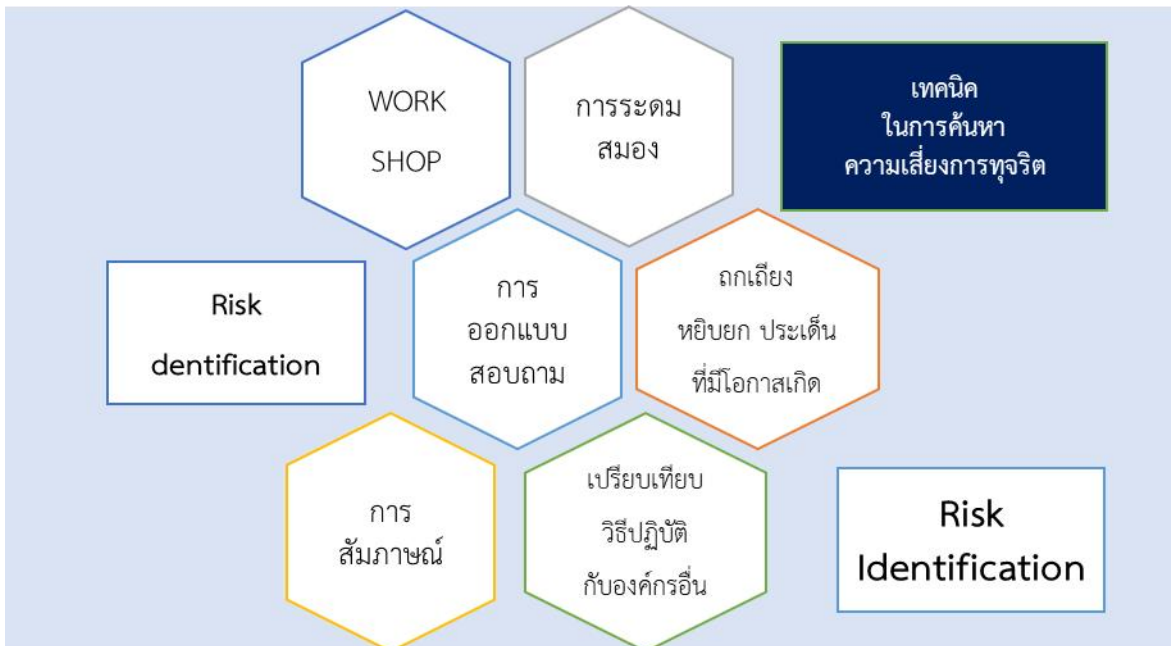 WORK
SHOP
การระดม
สมอง
เทคนิค
ในการค้นหา
ความเสี่ยงการทุจริต
Risk
dentification
การ
ออกแบบ
สอบถาม
ถกเถียง
หยิบยก ประเด็น
ที่มีโอกาสเกิด
การ
สัมภาษณ์
เปรียบเทียบ
วิธีปฏิบัติ
กับองค์กรอื่น
Risk
Identification